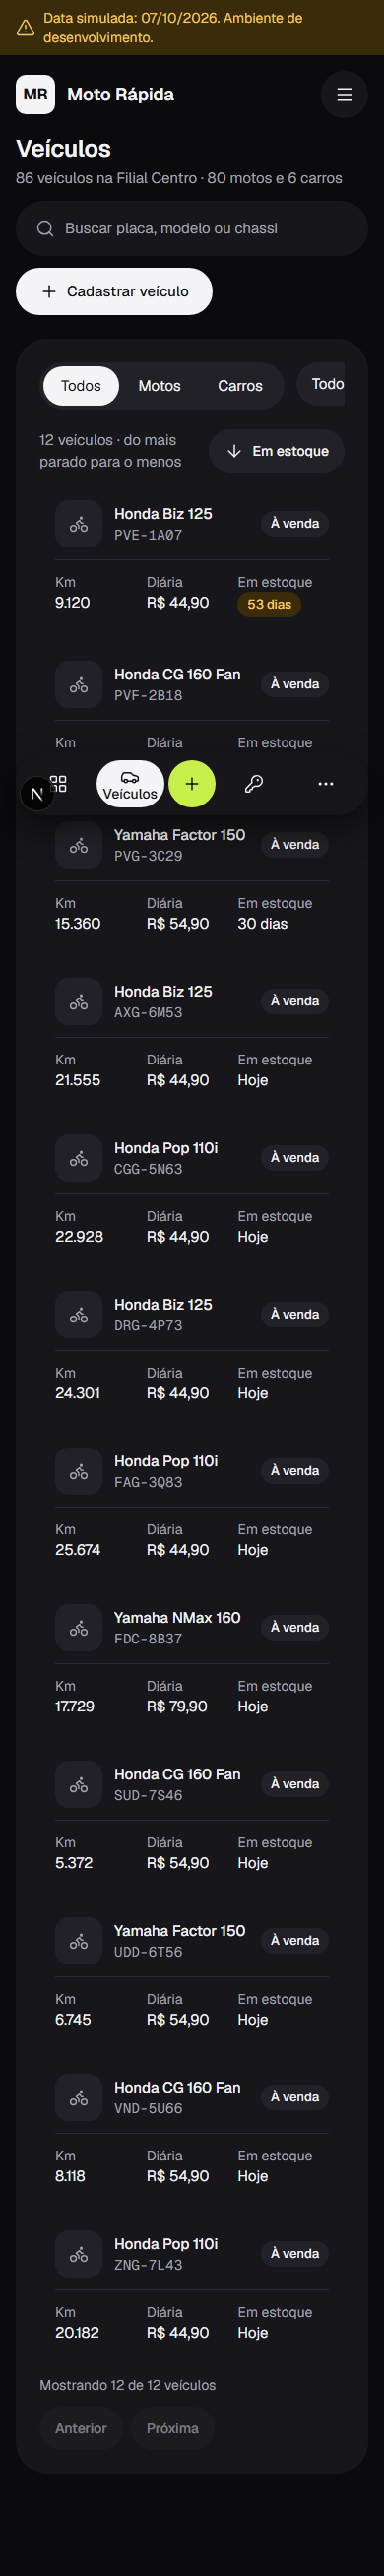 Data simulada: 07/10/2026. Ambiente de
desenvolvimento.
MR
Moto Rápida
Veículos
86 veículos na Filial Centro · 80 motos e 6 carros
Buscar placa, modelo ou chassi
Cadastrar veículo
Todos
Motos
Carros
Todo
12 veículos · do mais
parado para o menos
Em estoque
Honda Biz 125
À venda
PVE-1A07
Km
Diária
Em estoque
9.120
R$ 44,90
53 dias
Honda CG 160 Fan
À venda
PVF-2B18
Km
Diária
Em estoque
N
Veículos
Yamaha Factor 150
À venda
PVG-3C29
Km
Diária
Em estoque
15.360
R$ 54,90
30 dias
Honda Biz 125
À venda
AXG-6M53
Km
Diária
Em estoque
21.555
R$ 44,90
Hoje
Honda Pop 110i
À venda
CGG-5N63
Km
Diária
Em estoque
22.928
R$ 44,90
Hoje
Honda Biz 125
À venda
DRG-4P73
Km
Diária
Em estoque
24.301
R$ 44,90
Hoje
Honda Pop 110i
À venda
FAG-3Q83
Km
Diária
Em estoque
25.674
R$ 44,90
Hoje
Yamaha NMax 160
À venda
FDC-8B37
Km
Diária
Em estoque
17.729
R$ 79,90
Hoje
Honda CG 160 Fan
À venda
SUD-7S46
Km
Diária
Em estoque
5.372
R$ 54,90
Hoje
Yamaha Factor 150
À venda
UDD-6T56
Km
Diária
Em estoque
6.745
R$ 54,90
Hoje
Honda CG 160 Fan
À venda
VND-5U66
Km
Diária
Em estoque
8.118
R$ 54,90
Hoje
Honda Pop 110i
À venda
ZNG-7L43
Km
Diária
Em estoque
20.182
R$ 44,90
Hoje
Mostrando 12 de 12 veículos
Anterior
Próxima